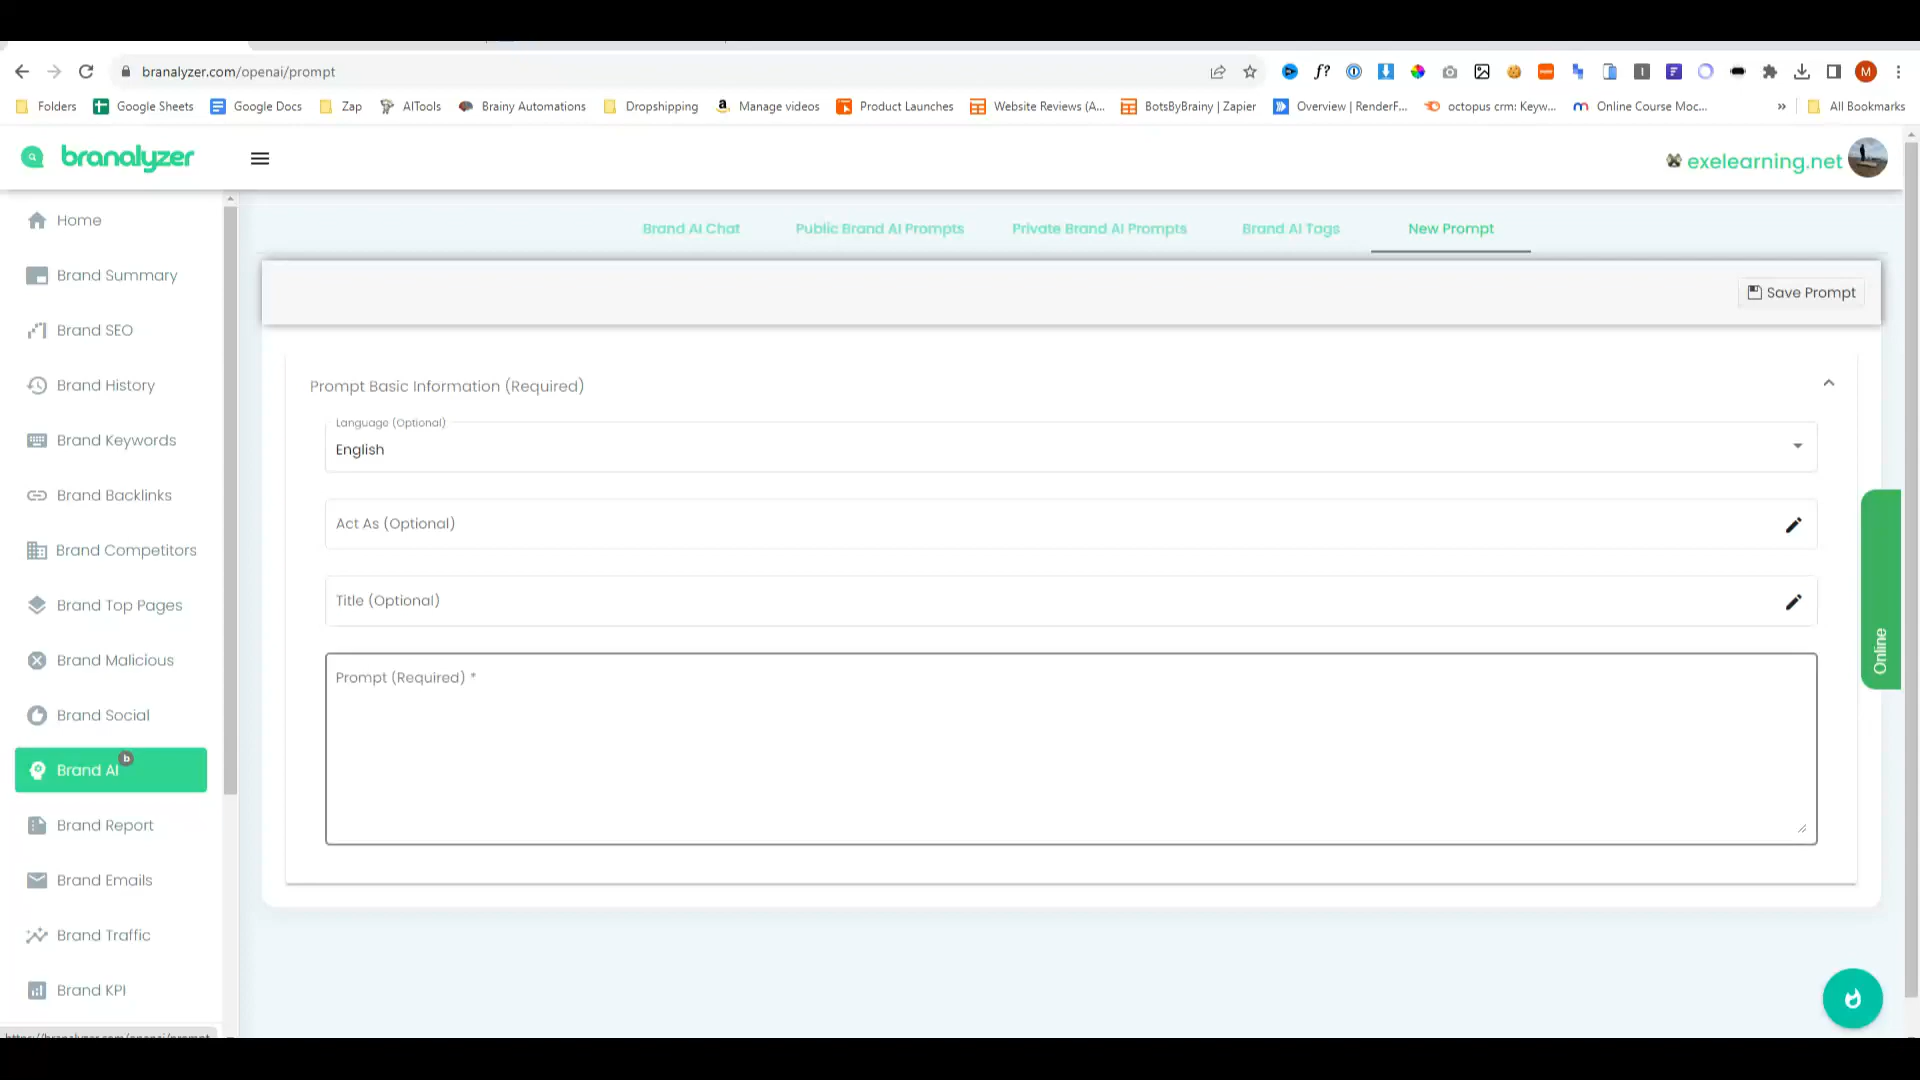 branalyzer.com/openai/prompt
f?
M
Folders
Google Sheets
Google Docs
Zap
AITools
Brainy Automations
Dropshipping
Manage videos
Product Launches
Website Reviews (A...
BotsByBrainy | Zapier
Overview | RenderF...
octopus crm: Keyw...
Online Course Moc...
»
All Bookmarks
branalyzer
exelearning.net
Home
Brand Summary
Brand SEO
Brand History
Brand Keywords
Brand Backlinks
Brand Competitors
Brand Top Pages
Brand Malicious
Brand Social
Brand AI
b
Brand Report
Brand Emails
Brand Traffic
Brand KPI
Brand AI Chat
Public Brand AI Prompts
Private Brand AI Prompts
Brand AI Tags
New Prompt
Save Prompt
Prompt Basic Information (Required)
Language (Optional)
English
Act As (Optional)
Title (Optional)
Prompt (Required) *
Online
https://branalyzer.com/openai/prompt